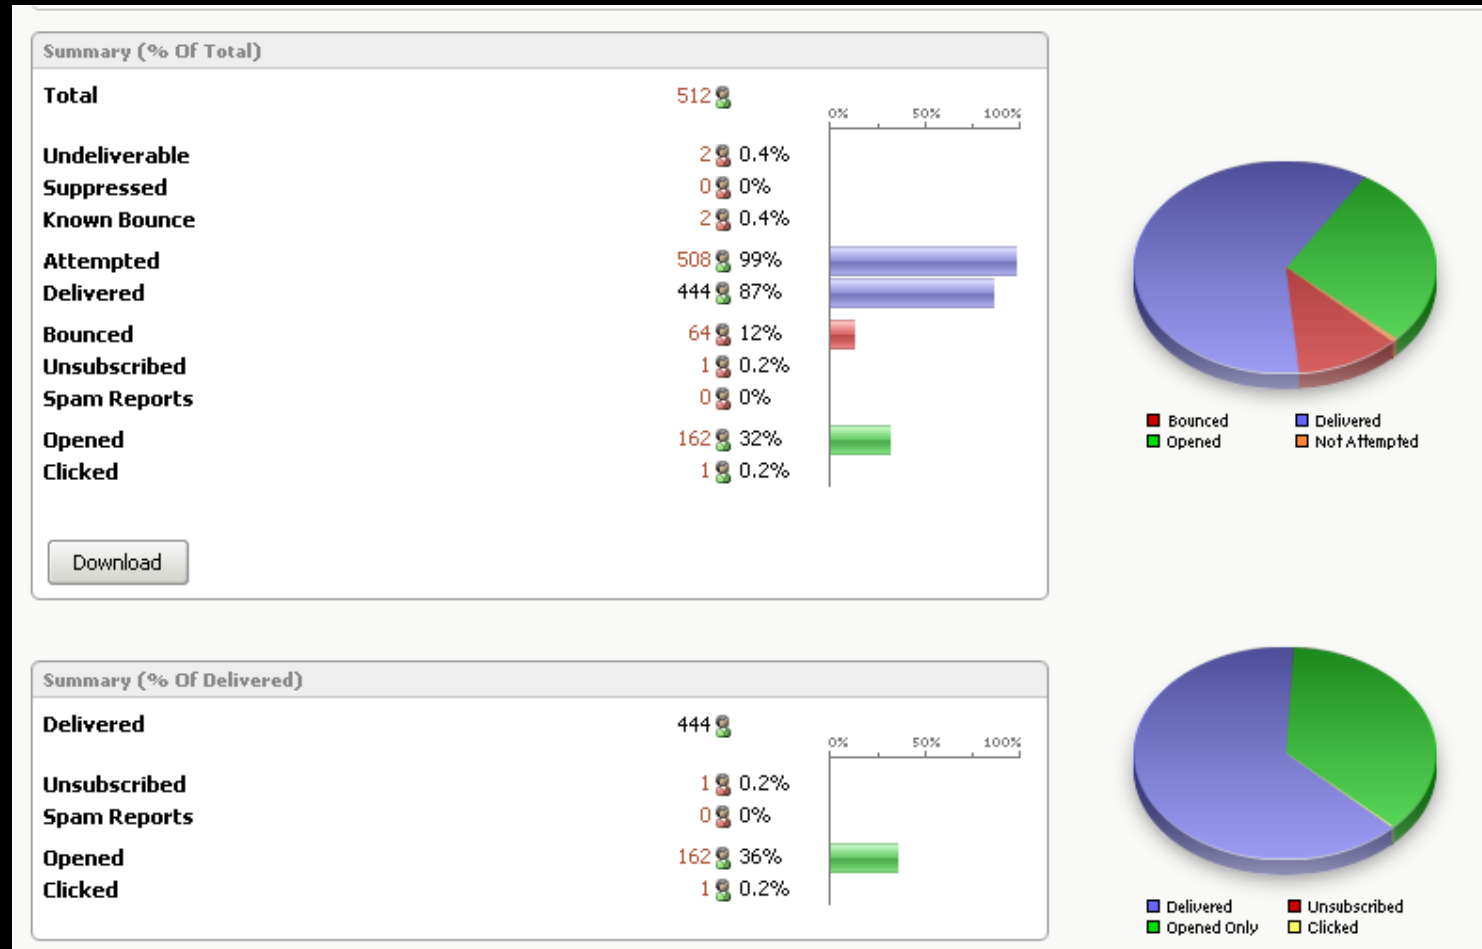 Summary (% Of Total)
Total 512
0% 50% 100%
Undeliverable 2 0.4%
Suppressed 0 0%
Known Bounce 2 0.4%
Attempted 508 99%
Delivered 444 87%
Bounced 64 12%
Unsubscribed 1 0.2%
Spam Reports 0 0%
Opened 162 32%
Clicked 1 0.2%
Download
Bounced Delivered
Opened Not Attempted
Summary (% Of Delivered)
Delivered 444
0% 50% 100%
Unsubscribed 1 0.2%
Spam Reports 0 0%
Opened 162 36%
Clicked 1 0.2%
Delivered Unsubscribed
Opened Only Clicked